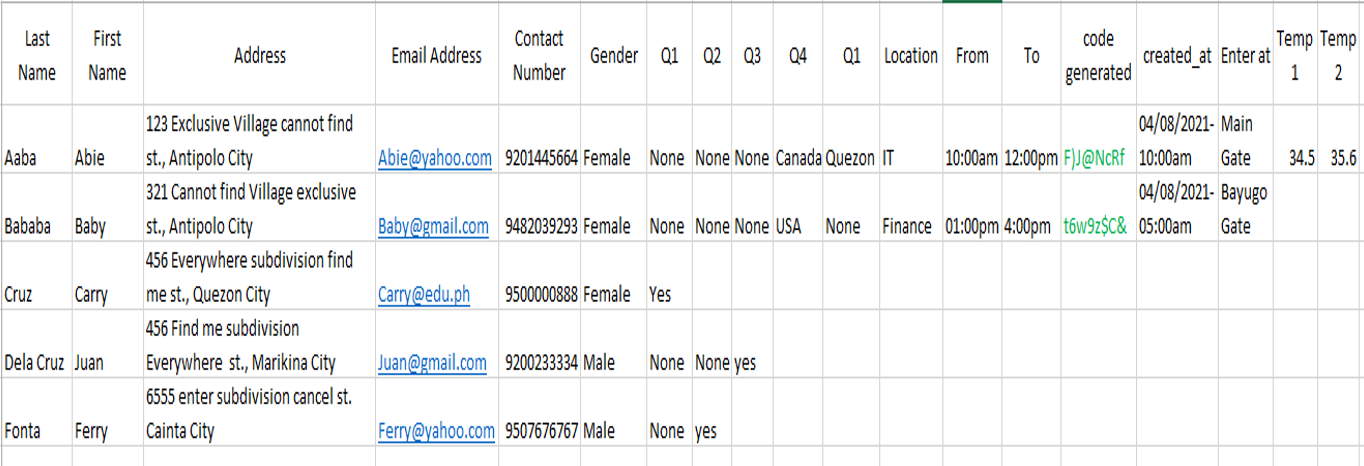 Last Name First Name Address Email Address Contact Number Gender Q1 Q2 Q3 Q4 Q1 Location From To code generated created_at Enter at Temp 1 Temp 2
Aaba Abie 123 Exclusive Village cannot find st., Antipolo City Abie@yahoo.com 9201445664 Female None None None Canada Quezon IT 10:00am 12:00pm F)J@NcRf 04/08/2021-10:00am Main Gate 34.5 35.6
Bababa Baby 321 Cannot find Village exclusive st., Antipolo City Baby@gmail.com 9482039293 Female None None None USA None Finance 01:00pm 4:00pm t6w9z$C& 04/08/2021-05:00am Bayugo Gate
Cruz Carry 456 Everywhere subdivision find me st., Quezon City Carry@edu.ph 9500000888 Female Yes
Dela Cruz Juan 456 Find me subdivision Everywhere st., Marikina City Juan@gmail.com 9200233334 Male None None yes
Fonta Ferry 6555 enter subdivision cancel st. Cainta City Ferry@yahoo.com 9507676767 Male None yes